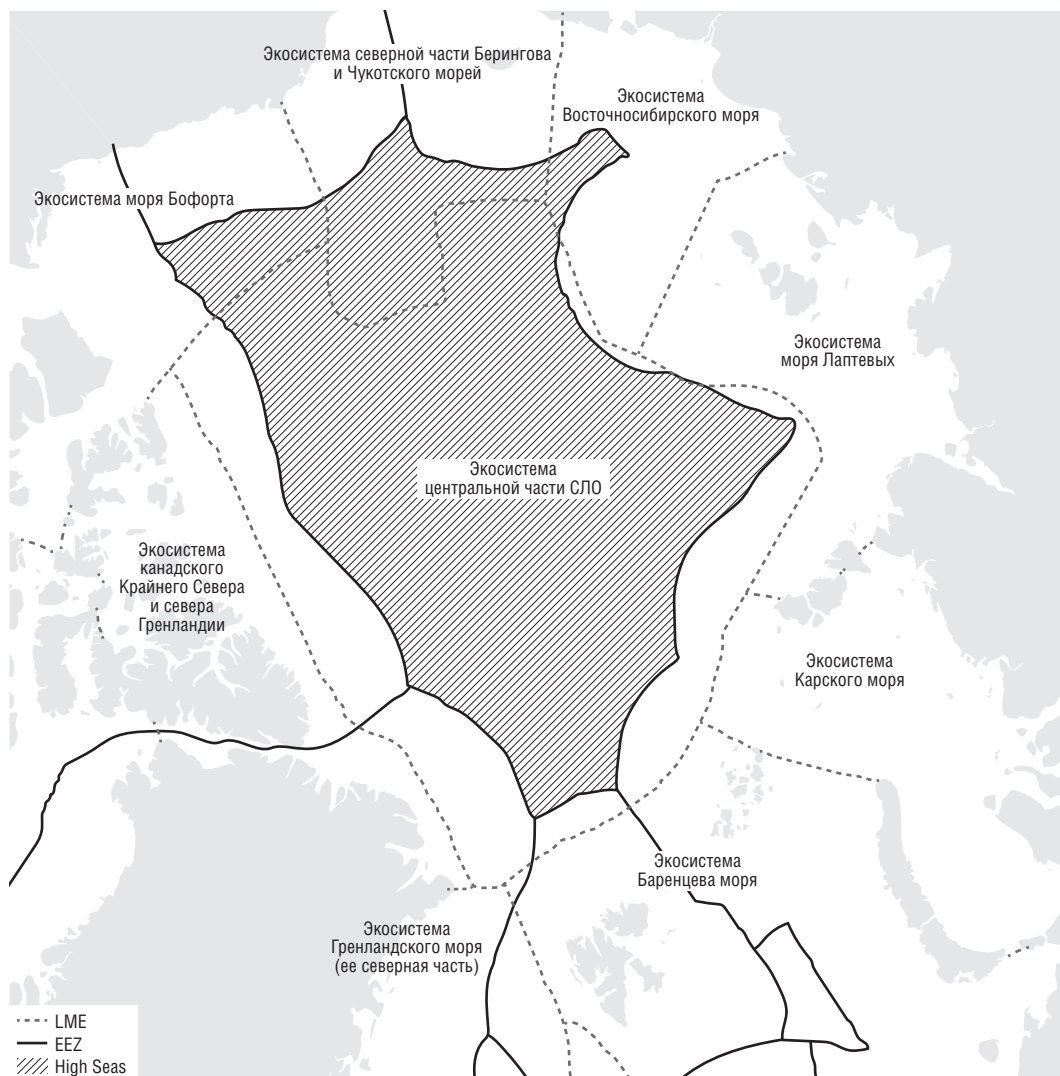 Экосистема северной части Берингова
и Чукотского морей
Экосистема
Восточносибирского моря
Экосистема моря Бофорта
Экосистема
моря Лаптевых
Экосистема
центральной части СЛО
Экосистема
канадского
Крайнего Севера
и севера
Гренландии
Экосистема
Карского моря
Экосистема
Баренцева моря
Экосистема
Гренландского моря
(ее северная часть)
LME
EEZ
High Seas